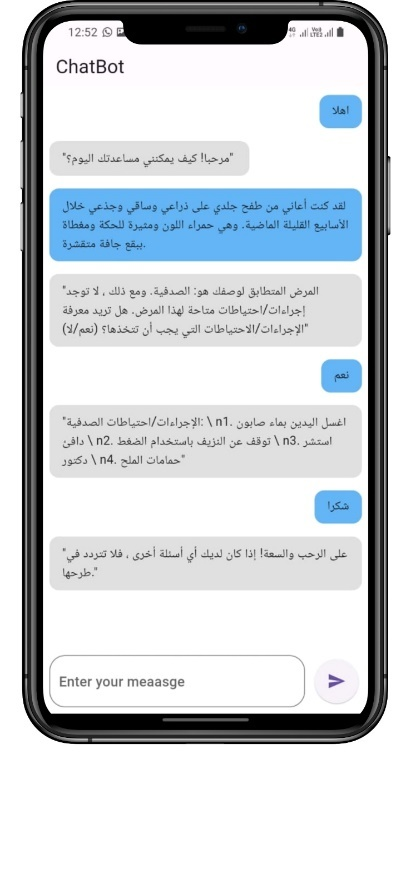 12:52
4G VoB LTE2
ChatBot
اهلا
"مرحبا! كيف يمكنني مساعدتك اليوم؟"
لقد كنت أعاني من طفح جلدي على ذراعي وساقي وجذعي خلال
الأسابيع القليلة الماضية. وهي حمراء اللون ومثيرة للحكة ومغطاة
ببقع جافة متقشرة.
"المرض المتطابق لوصفك هو: الصدفية. ومع ذلك ، لا توجد
إجراءات/احتياطات متاحة لهذا المرض. هل تريد معرفة
الإجراءات/الاحتياطات التي يجب أن تتخذها؟ (نعم/لا)"
نعم
"الإجراءات/احتياطات الصدفية: \ n1. اغسل اليدين بماء صابون
دافئ \ n2. توقف عن النزيف باستخدام الضغط \ n3. استشر
دكتور \ n4. حمامات الملح"
شكرا!
"على الرحب والسعة! إذا كان لديك أي أسئلة أخرى ، فلا تتردد في
طرحها."
Enter your meaasge